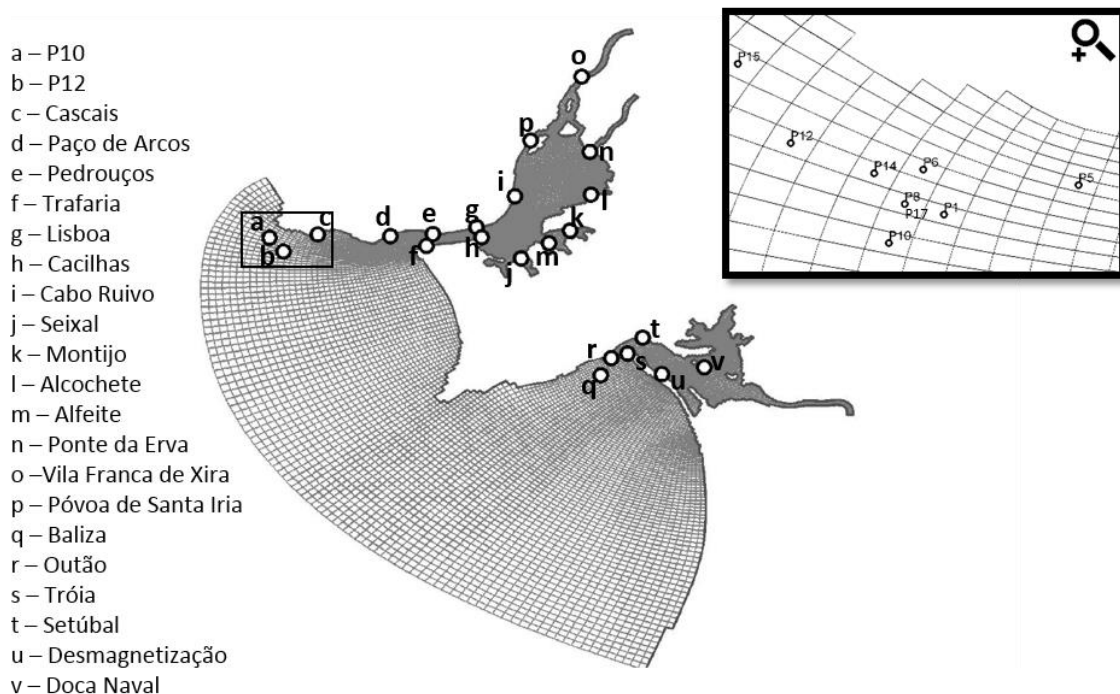 a – P10
b – P12
c – Cascais
d – Paço de Arcos
e – Pedrouços
f – Trafaria
g – Lisboa
h – Cacilhas
i – Cabo Ruivo
j – Seixal
k – Montijo
l – Alcochete
m – Alfeite
n – Ponte da Erva
o –Vila Franca de Xira
p – Póvoa de Santa Iria
q – Baliza
r – Outão
s – Tróia
t – Setúbal
u – Desmagnetização
v – Doca Naval
o
p
n
i
l
a
b
c
d
e
f
g
h
k
m
j
t
r
s
q
u
v
P15
P12
P14
P6
P5
P8
P17
P1
P10